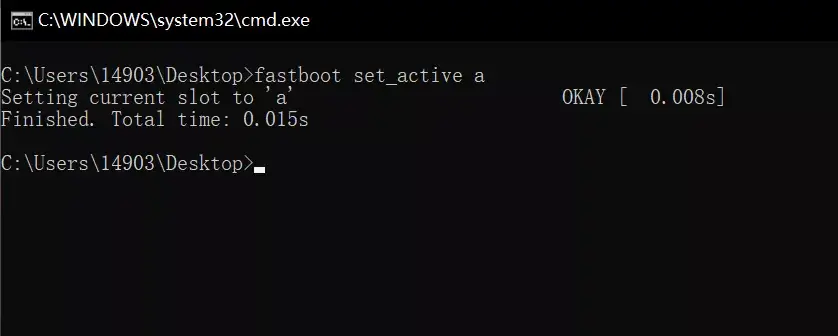 C:\WINDOWS\system32\cmd.exe
C:\Users\14903\Desktop>fastboot set_active a
Setting current slot to 'a'                        OKAY [  0.008s]
Finished. Total time: 0.015s
C:\Users\14903\Desktop>